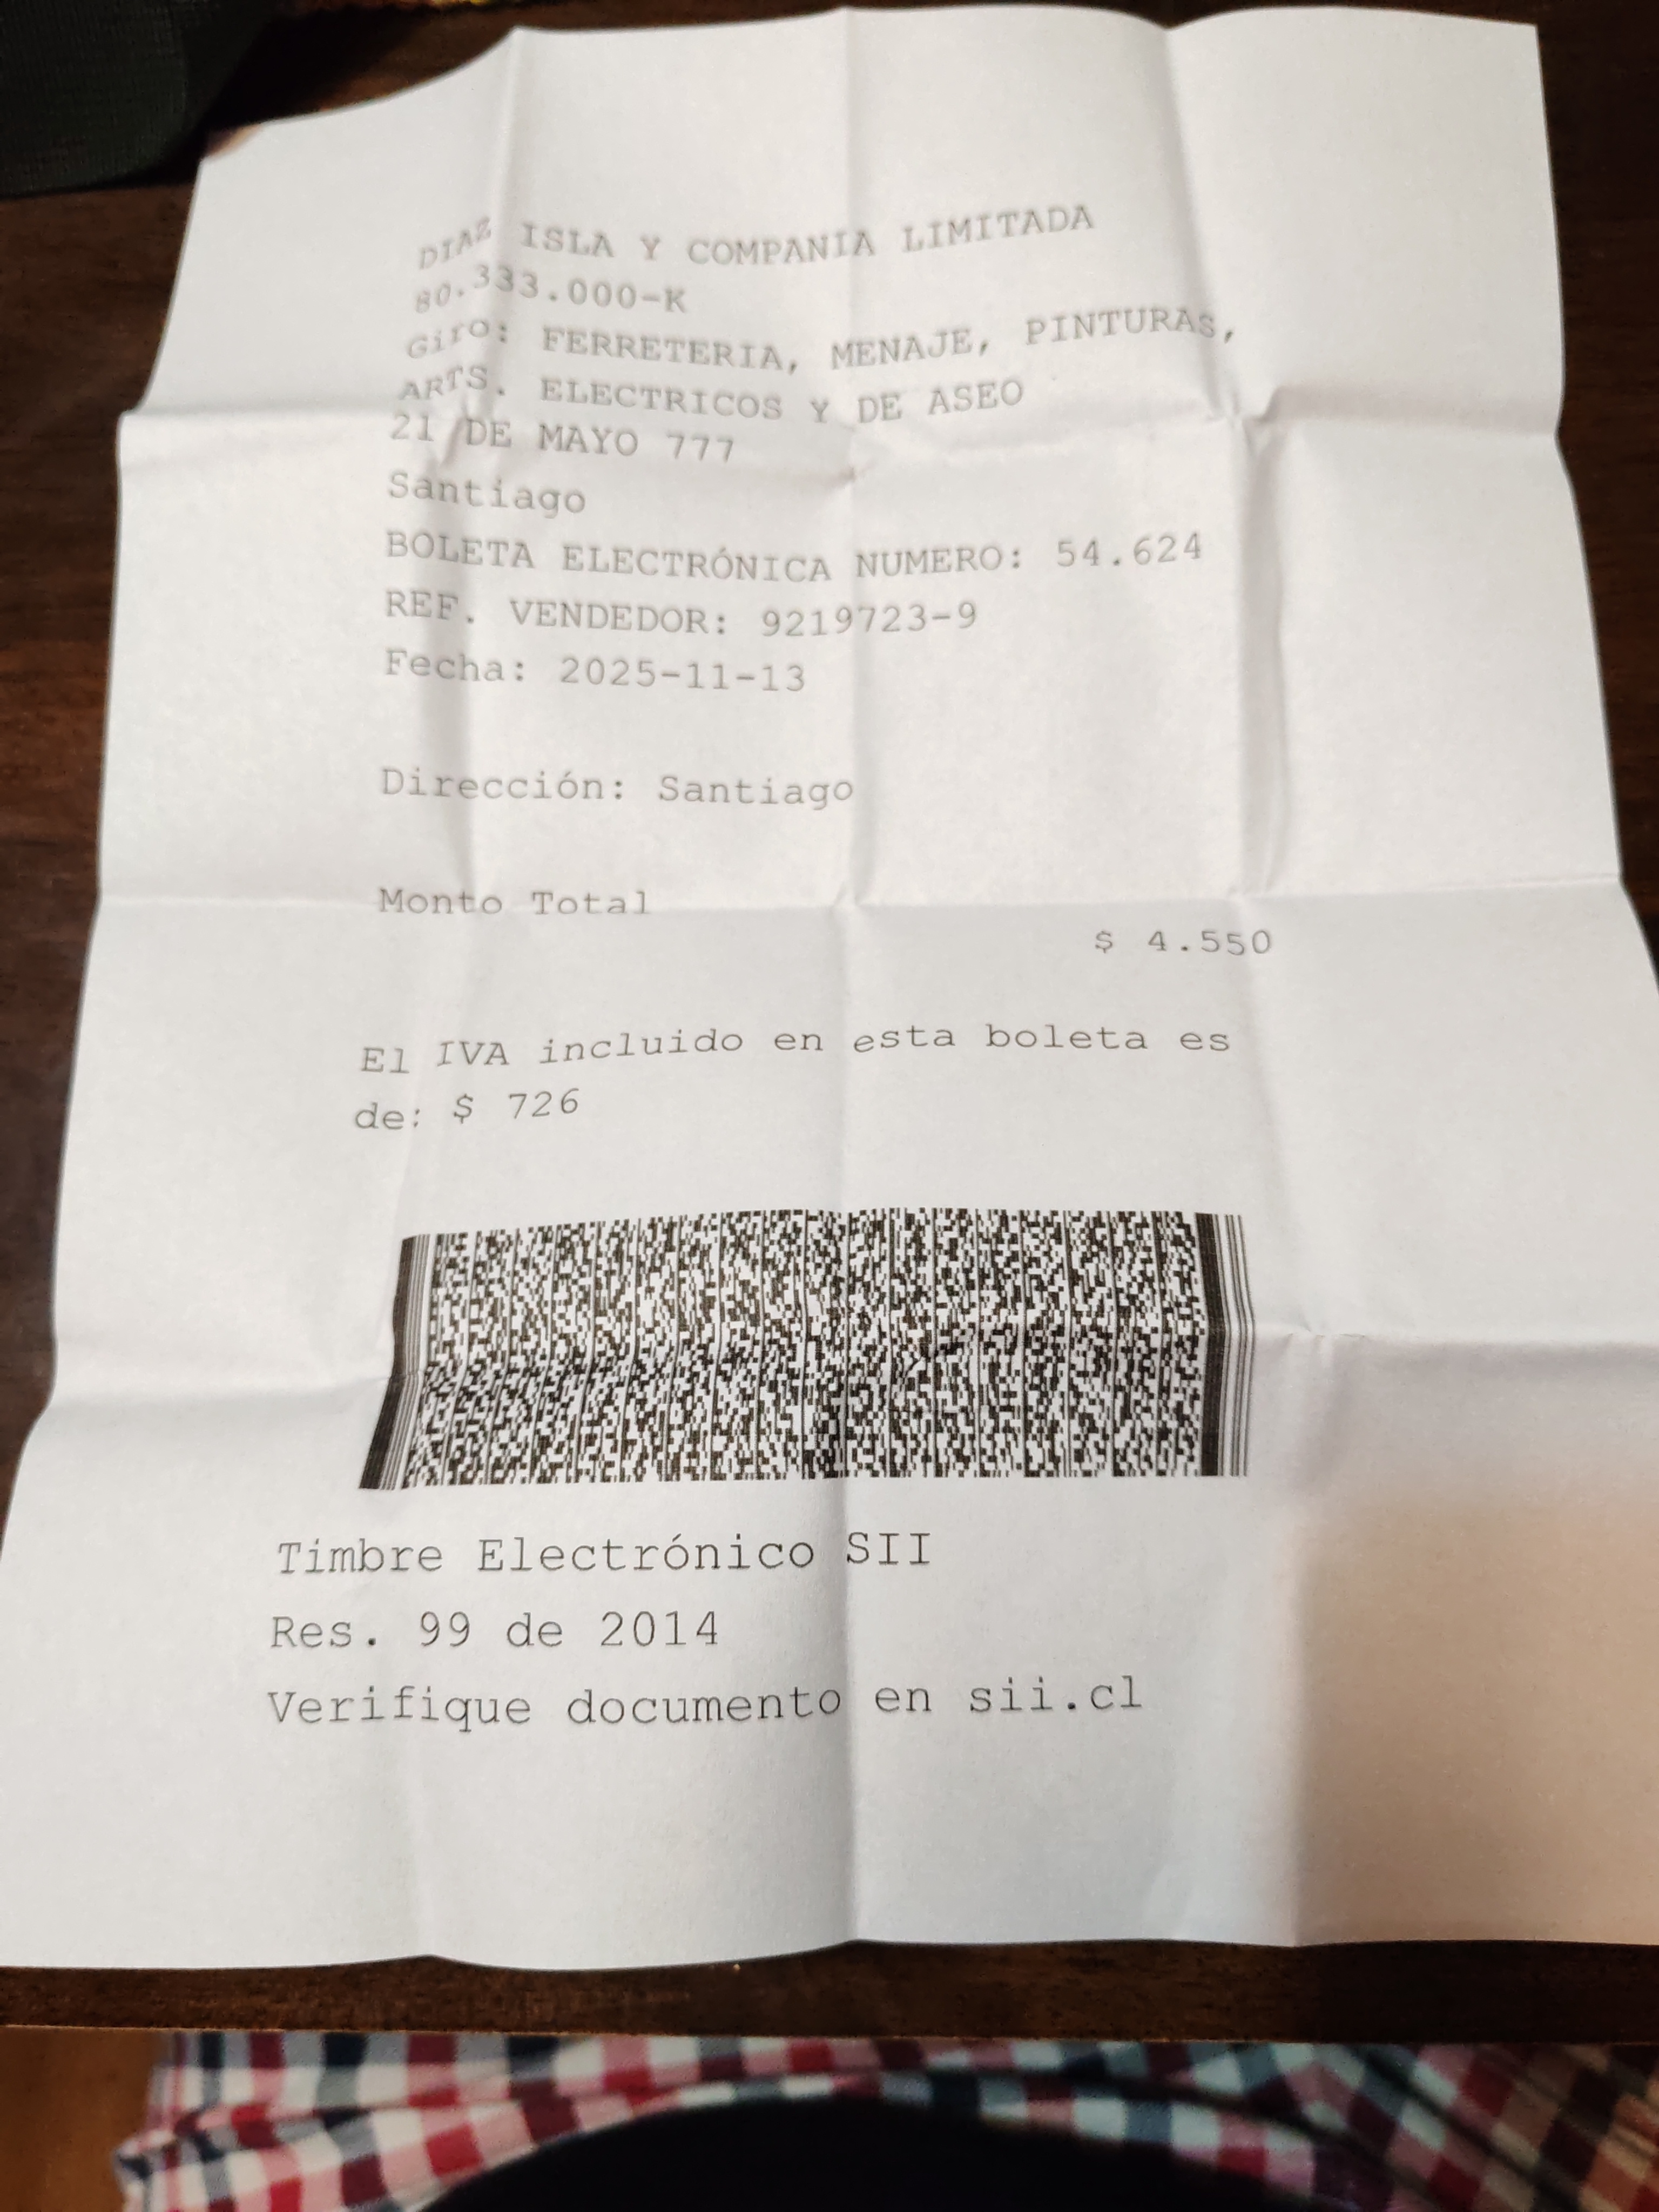 DIAZ ISLA Y COMPANIA LIMITADA
80.333.000-K
Giro: FERRETERIA, MENAJE, PINTURAS,
ARTS. ELECTRICOS Y DE ASEO
21 DE MAYO 777
Santiago
BOLETA ELECTRÓNICA NUMERO: 54.624
REF. VENDEDOR: 9219723-9
Fecha: 2025-11-13
Dirección: Santiago
Monto Total
$ 4.550
El IVA incluido en esta boleta es
de: $ 726
Timbre Electrónico SII
Res. 99 de 2014
Verifique documento en sii.cl